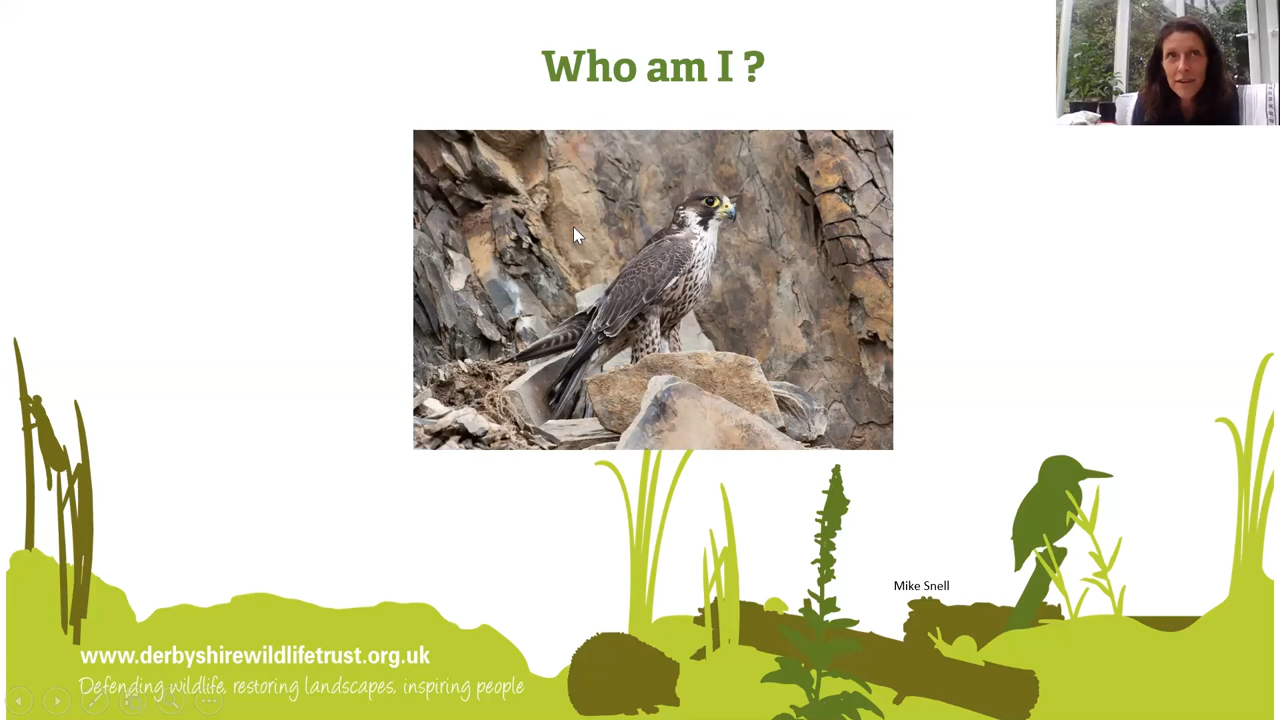 Who am I ?
Mike Snell
www.derbyshirewildlifetrust.org.uk
Defending wildlife, restoring landscapes, inspiring people